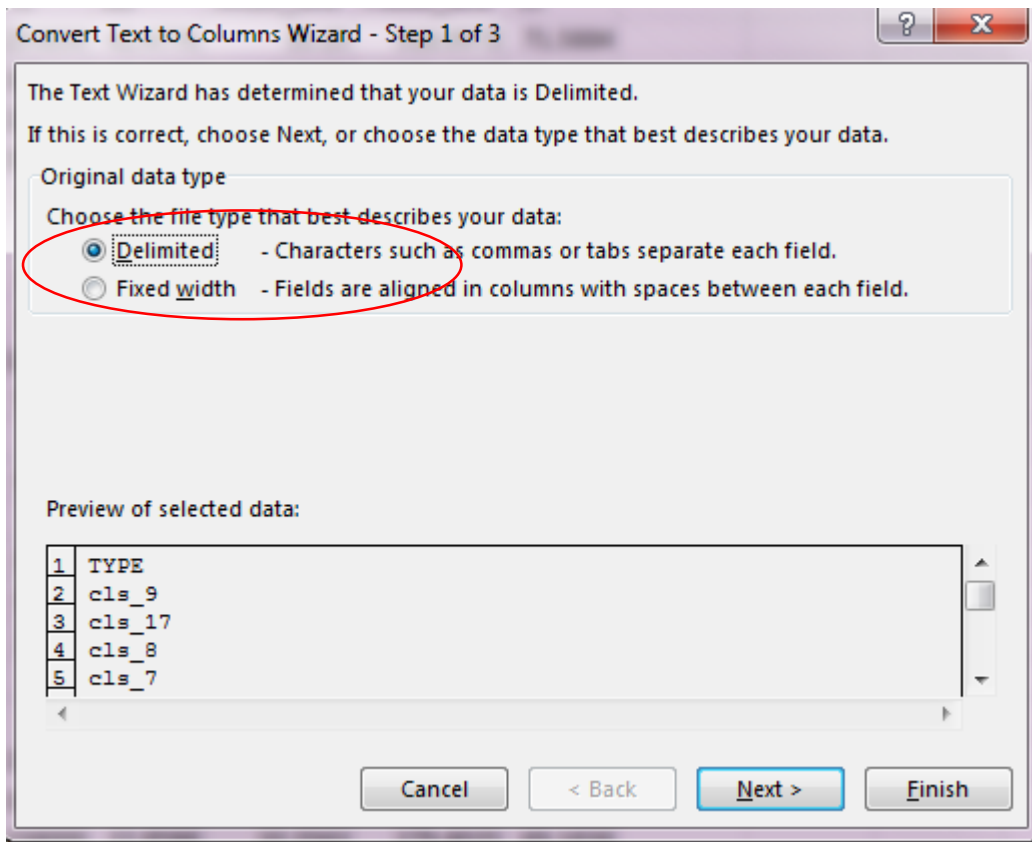 Convert Text to Columns Wizard - Step 1 of 3
The Text Wizard has determined that your data is Delimited.
If this is correct, choose Next, or choose the data type that best describes your data.
Original data type
Choose the file type that best describes your data:
Delimited - Characters such as commas or tabs separate each field.
Fixed width - Fields are aligned in columns with spaces between each field.
Preview of selected data:
1 TYPE
2 cls_9
3 cls_17
4 cls_8
5 cls_7
Cancel < Back Next > Finish